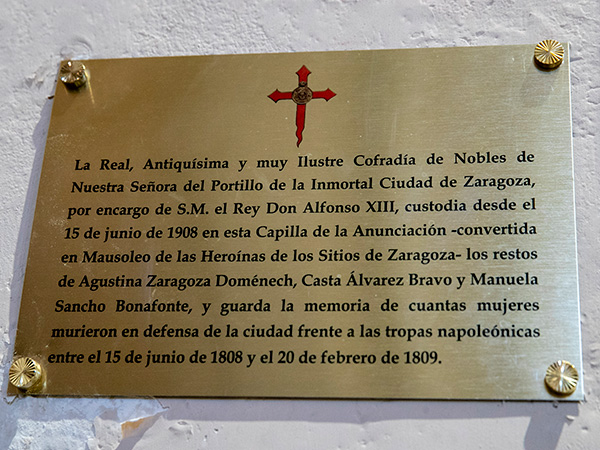 La Real, Antiquísima y muy Ilustre Cofradía de Nobles de
Nuestra Señora del Portillo de la Inmortal Ciudad de Zaragoza,
por encargo de S.M. el Rey Don Alfonso XIII, custodia desde el
15 de junio de 1908 en esta Capilla de la Anunciación -convertida
en Mausoleo de las Heroínas de los Sitios de Zaragoza- los restos
de Agustina Zaragoza Doménech, Casta Álvarez Bravo y Manuela
Sancho Bonafonte, y guarda la memoria de cuantas mujeres
murieron en defensa de la ciudad frente a las tropas napoleónicas
entre el 15 de junio de 1808 y el 20 de febrero de 1809.